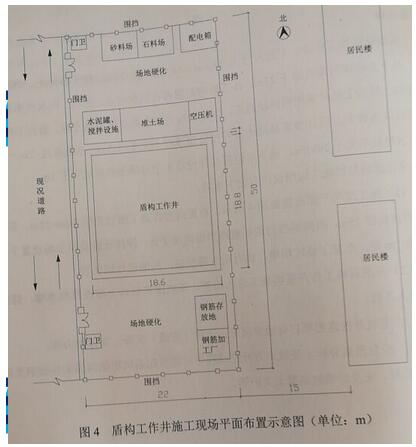 围挡
北
门卫
砂料场
石料场
配电箱
居民楼
场地硬化
围挡
围挡
水泥罐、
搅拌设施
堆土场
空压机
现况道路
盾构工作井
18.8
50
居民楼
18.6
场地硬化
钢筋存
放地
门卫
钢筋加
工厂
围挡
22
15
图4 盾构工作井施工现场平面布置示意图（单位：m）